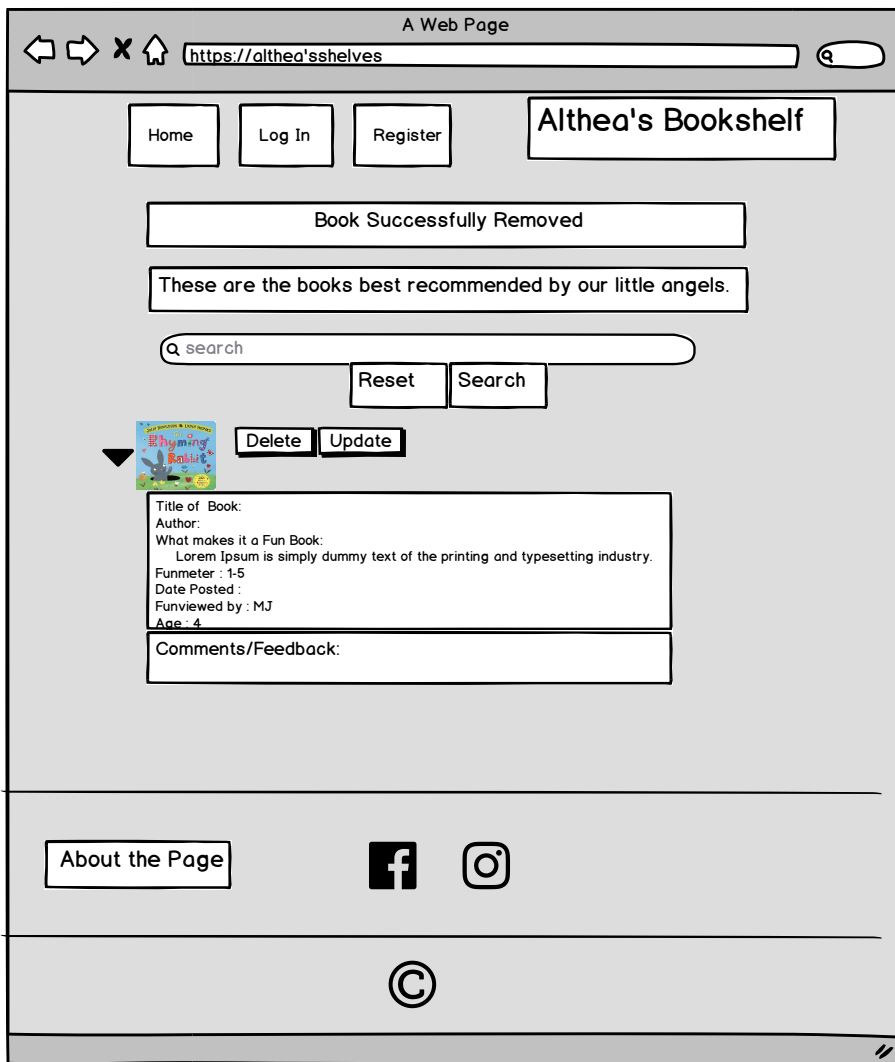 A Web Page
https://althea'sshelves
Home
Log In
Register
Althea's Bookshelf
Book Successfully Removed
These are the books best recommended by our little angels.
search
Reset
Search
Rhyming
Rabbit
Delete
Update
Title of Book:
Author:
What makes it a Fun Book:
Lorem Ipsum is simply dummy text of the printing and typesetting industry.
Funmeter : 1-5
Date Posted :
Funviewed by : MJ
Age : 4
Comments/Feedback:
About the Page
©